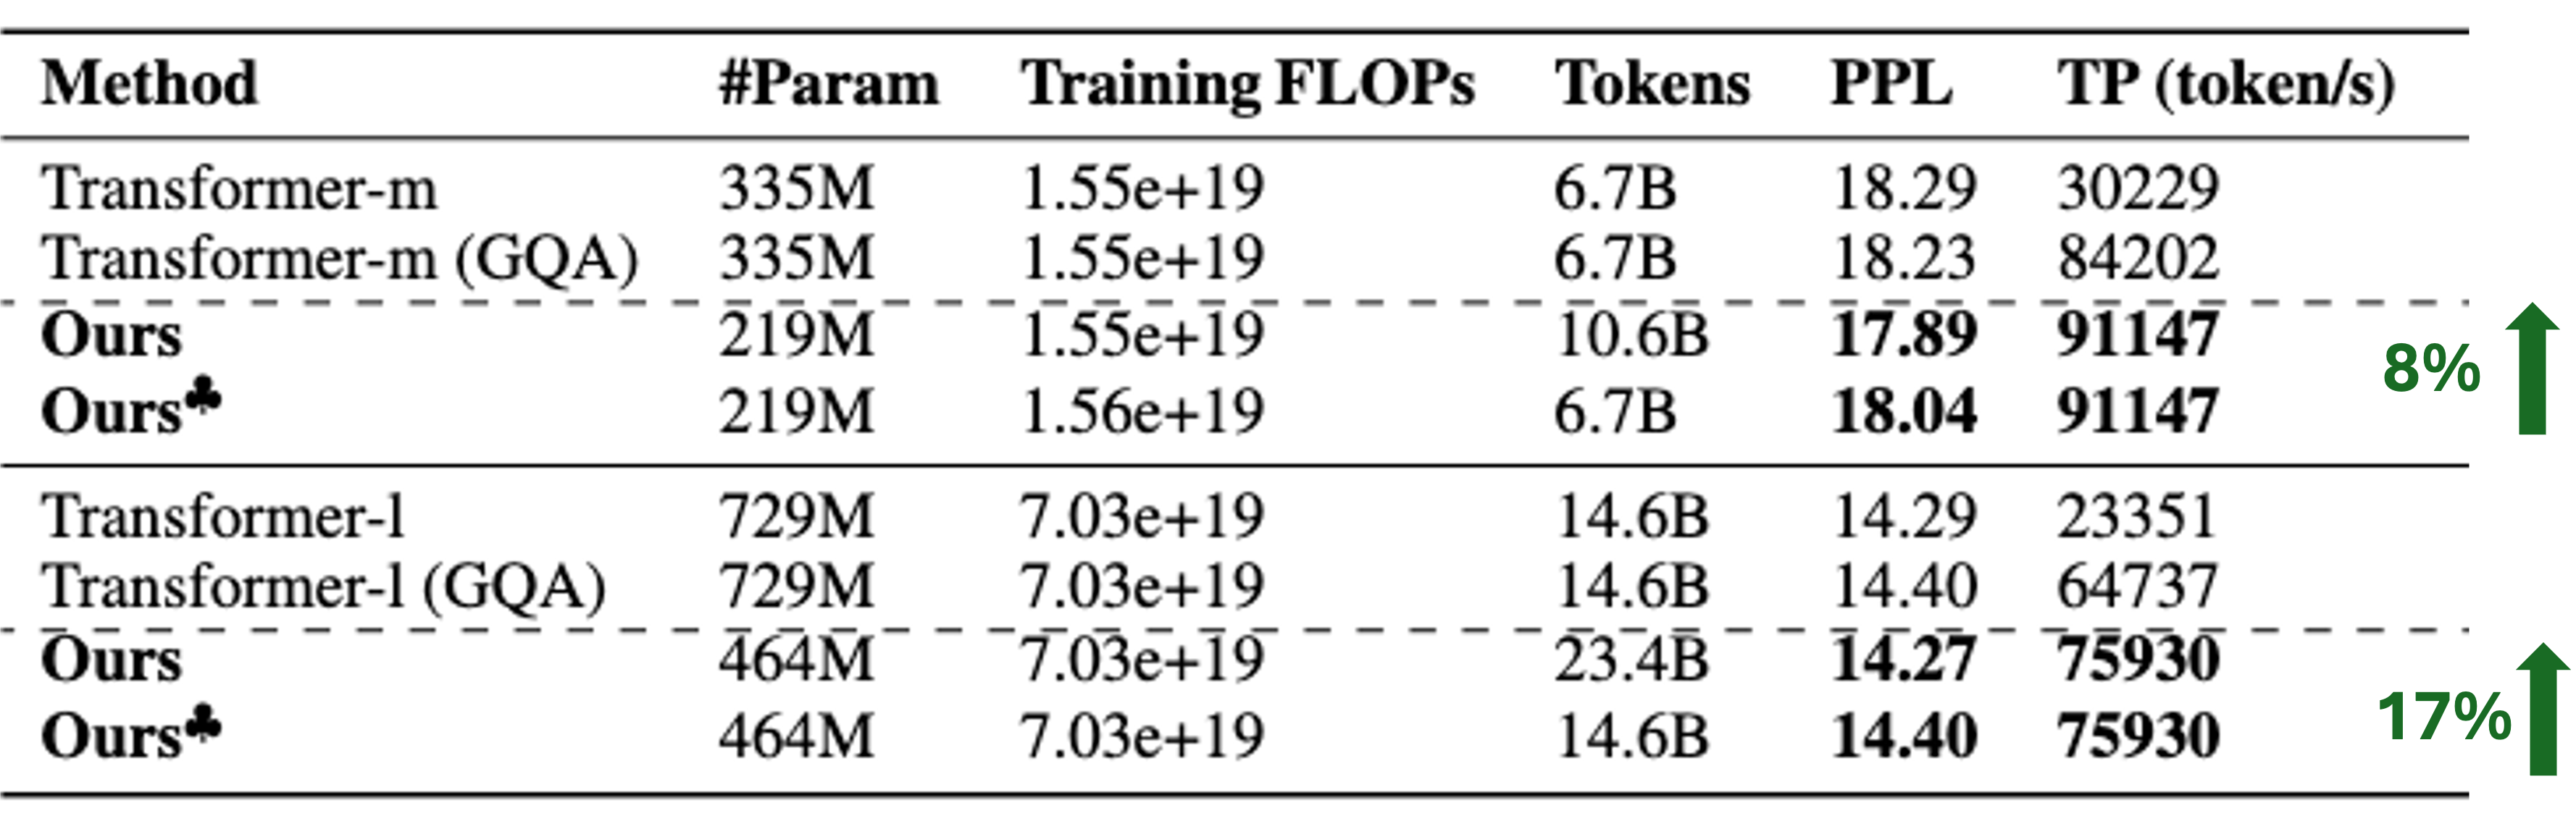 Method #Param Training FLOPs Tokens PPL TP (token/s)
Transformer-m 335M 1.55e+19 6.7B 18.29 30229
Transformer-m (GQA) 335M 1.55e+19 6.7B 18.23 84202
Ours 219M 1.55e+19 10.6B 17.89 91147
8%
Ours♣ 219M 1.56e+19 6.7B 18.04 91147
Transformer-l 729M 7.03e+19 14.6B 14.29 23351
Transformer-l (GQA) 729M 7.03e+19 14.6B 14.40 64737
Ours 464M 7.03e+19 23.4B 14.27 75930
17%
Ours♣ 464M 7.03e+19 14.6B 14.40 75930